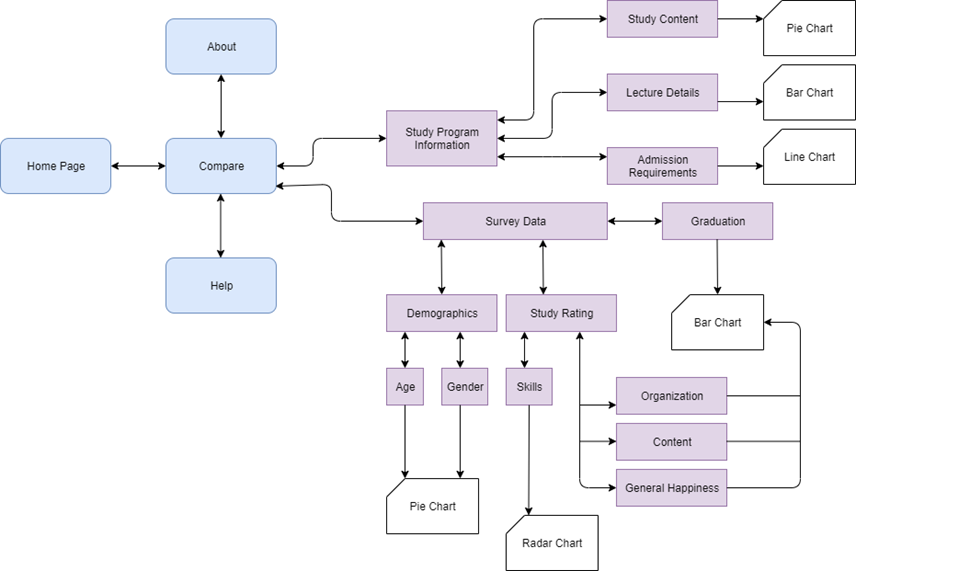 About
Home Page
Compare
Help
Study Program
Information
Study Content
Pie Chart
Lecture Details
Bar Chart
Admission
Requirements
Line Chart
Survey Data
Graduation
Demographics
Study Rating
Bar Chart
Age
Gender
Skills
Organization
Content
General Happiness
Pie Chart
Radar Chart